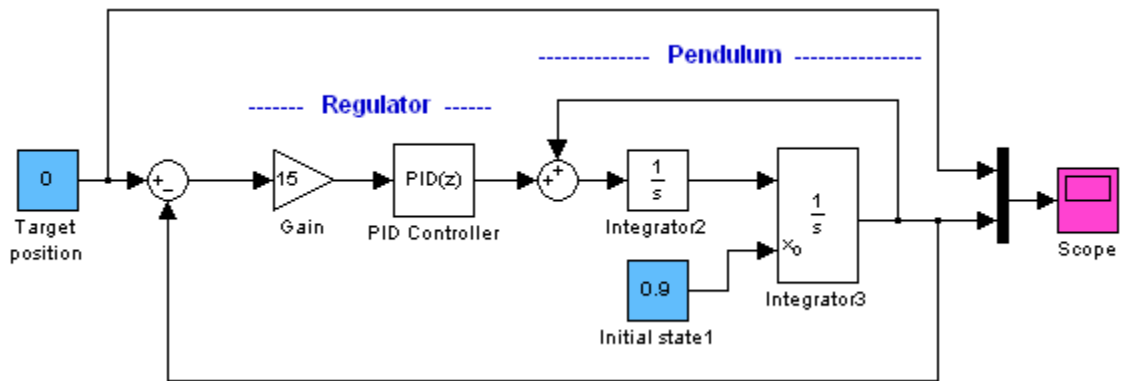 ------------ Pendulum ----------------
------- Regulator ------
0
+
−
15
PID(z)
+
+
1
s
1
s
x0
Target
position
Gain
PID Controller
Integrator2
0.9
Integrator3
Scope
Initial state1